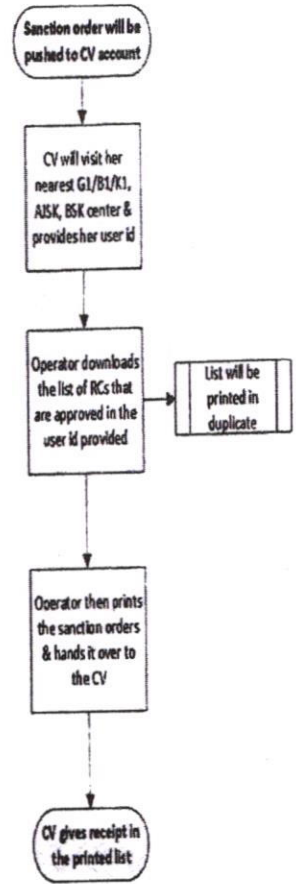 Sanction order will be
pushed to CV account
CV will visit her
nearest G1/B1/K1,
AJSK, BSK center &
provides her user id
Operator downloads
the list of RCs that
are approved in the
user id provided
List will be
printed in
duplicate
Operator then prints
the sanction orders
& hands it over to
the CV
CV gives receipt in
the printed list